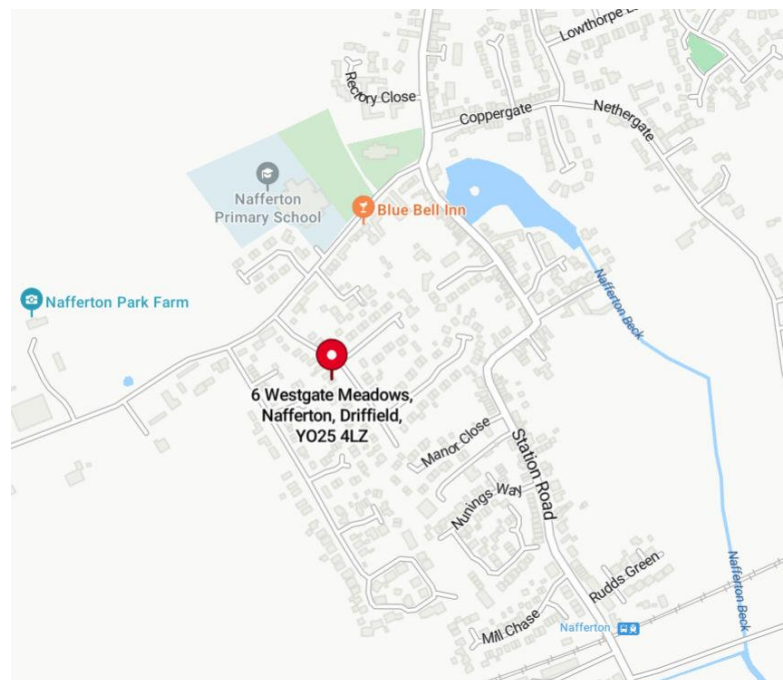 Lowthorpe
Rectory Close
Coppergate
Nethergate
Nafferton
Primary School
Blue Bell Inn
Nafferton Beck
Nafferton Park Farm
6 Westgate Meadows,
Nafferton, Driffield,
YO25 4LZ
Manor Close
Station Road
Nunings Way
Nafferton Beck
Rudds Green
Mill Chase
Nafferton